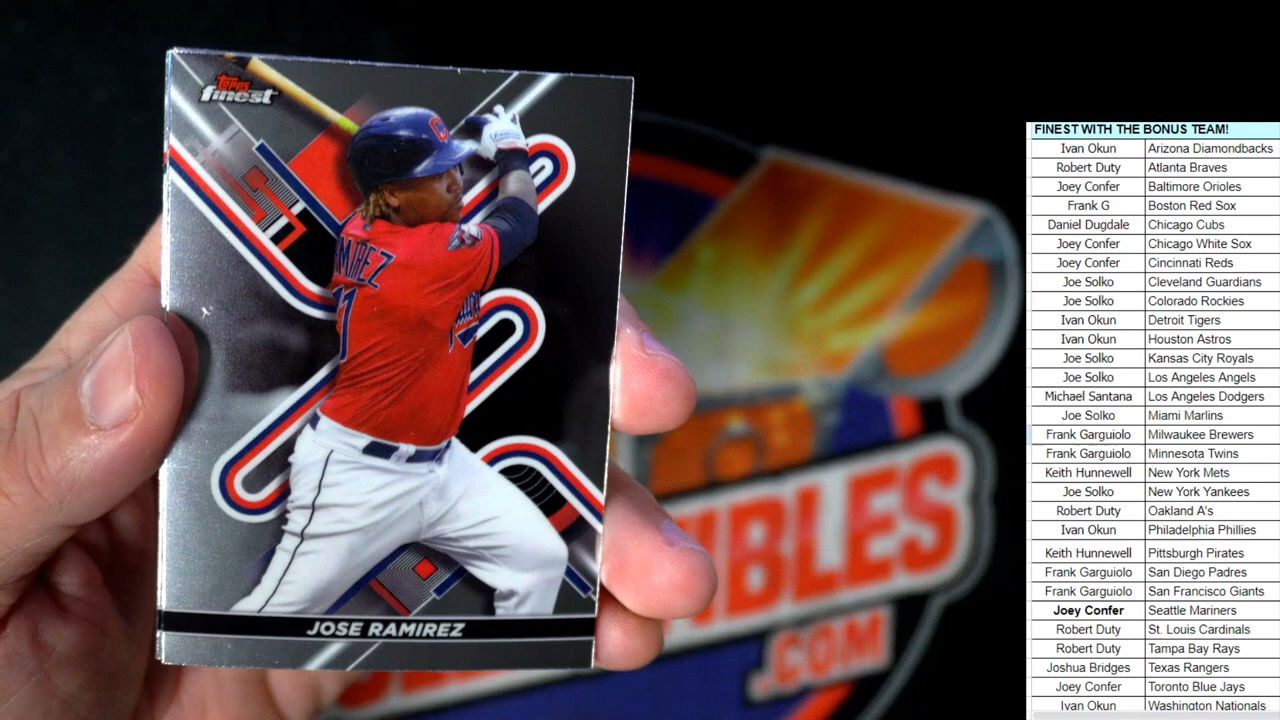 TOPPS
finest
JOSE RAMIREZ
.COM
FINEST WITH THE BONUS TEAM!
Ivan Okun Arizona Diamondbacks
Robert Duty Atlanta Braves
Joey Confer Baltimore Orioles
Frank G Boston Red Sox
Daniel Dugdale Chicago Cubs
Joey Confer Chicago White Sox
Joey Confer Cincinnati Reds
Joe Solko Cleveland Guardians
Joe Solko Colorado Rockies
Ivan Okun Detroit Tigers
Ivan Okun Houston Astros
Joe Solko Kansas City Royals
Joe Solko Los Angeles Angels
Michael Santana Los Angeles Dodgers
Joe Solko Miami Marlins
Frank Garguiolo Milwaukee Brewers
Frank Garguiolo Minnesota Twins
Keith Hunnewell New York Mets
Joe Solko New York Yankees
Robert Duty Oakland A's
Ivan Okun Philadelphia Phillies
Keith Hunnewell Pittsburgh Pirates
Frank Garguiolo San Diego Padres
Frank Garguiolo San Francisco Giants
Joey Confer Seattle Mariners
Robert Duty St. Louis Cardinals
Robert Duty Tampa Bay Rays
Joshua Bridges Texas Rangers
Joey Confer Toronto Blue Jays
Ivan Okun Washington Nationals